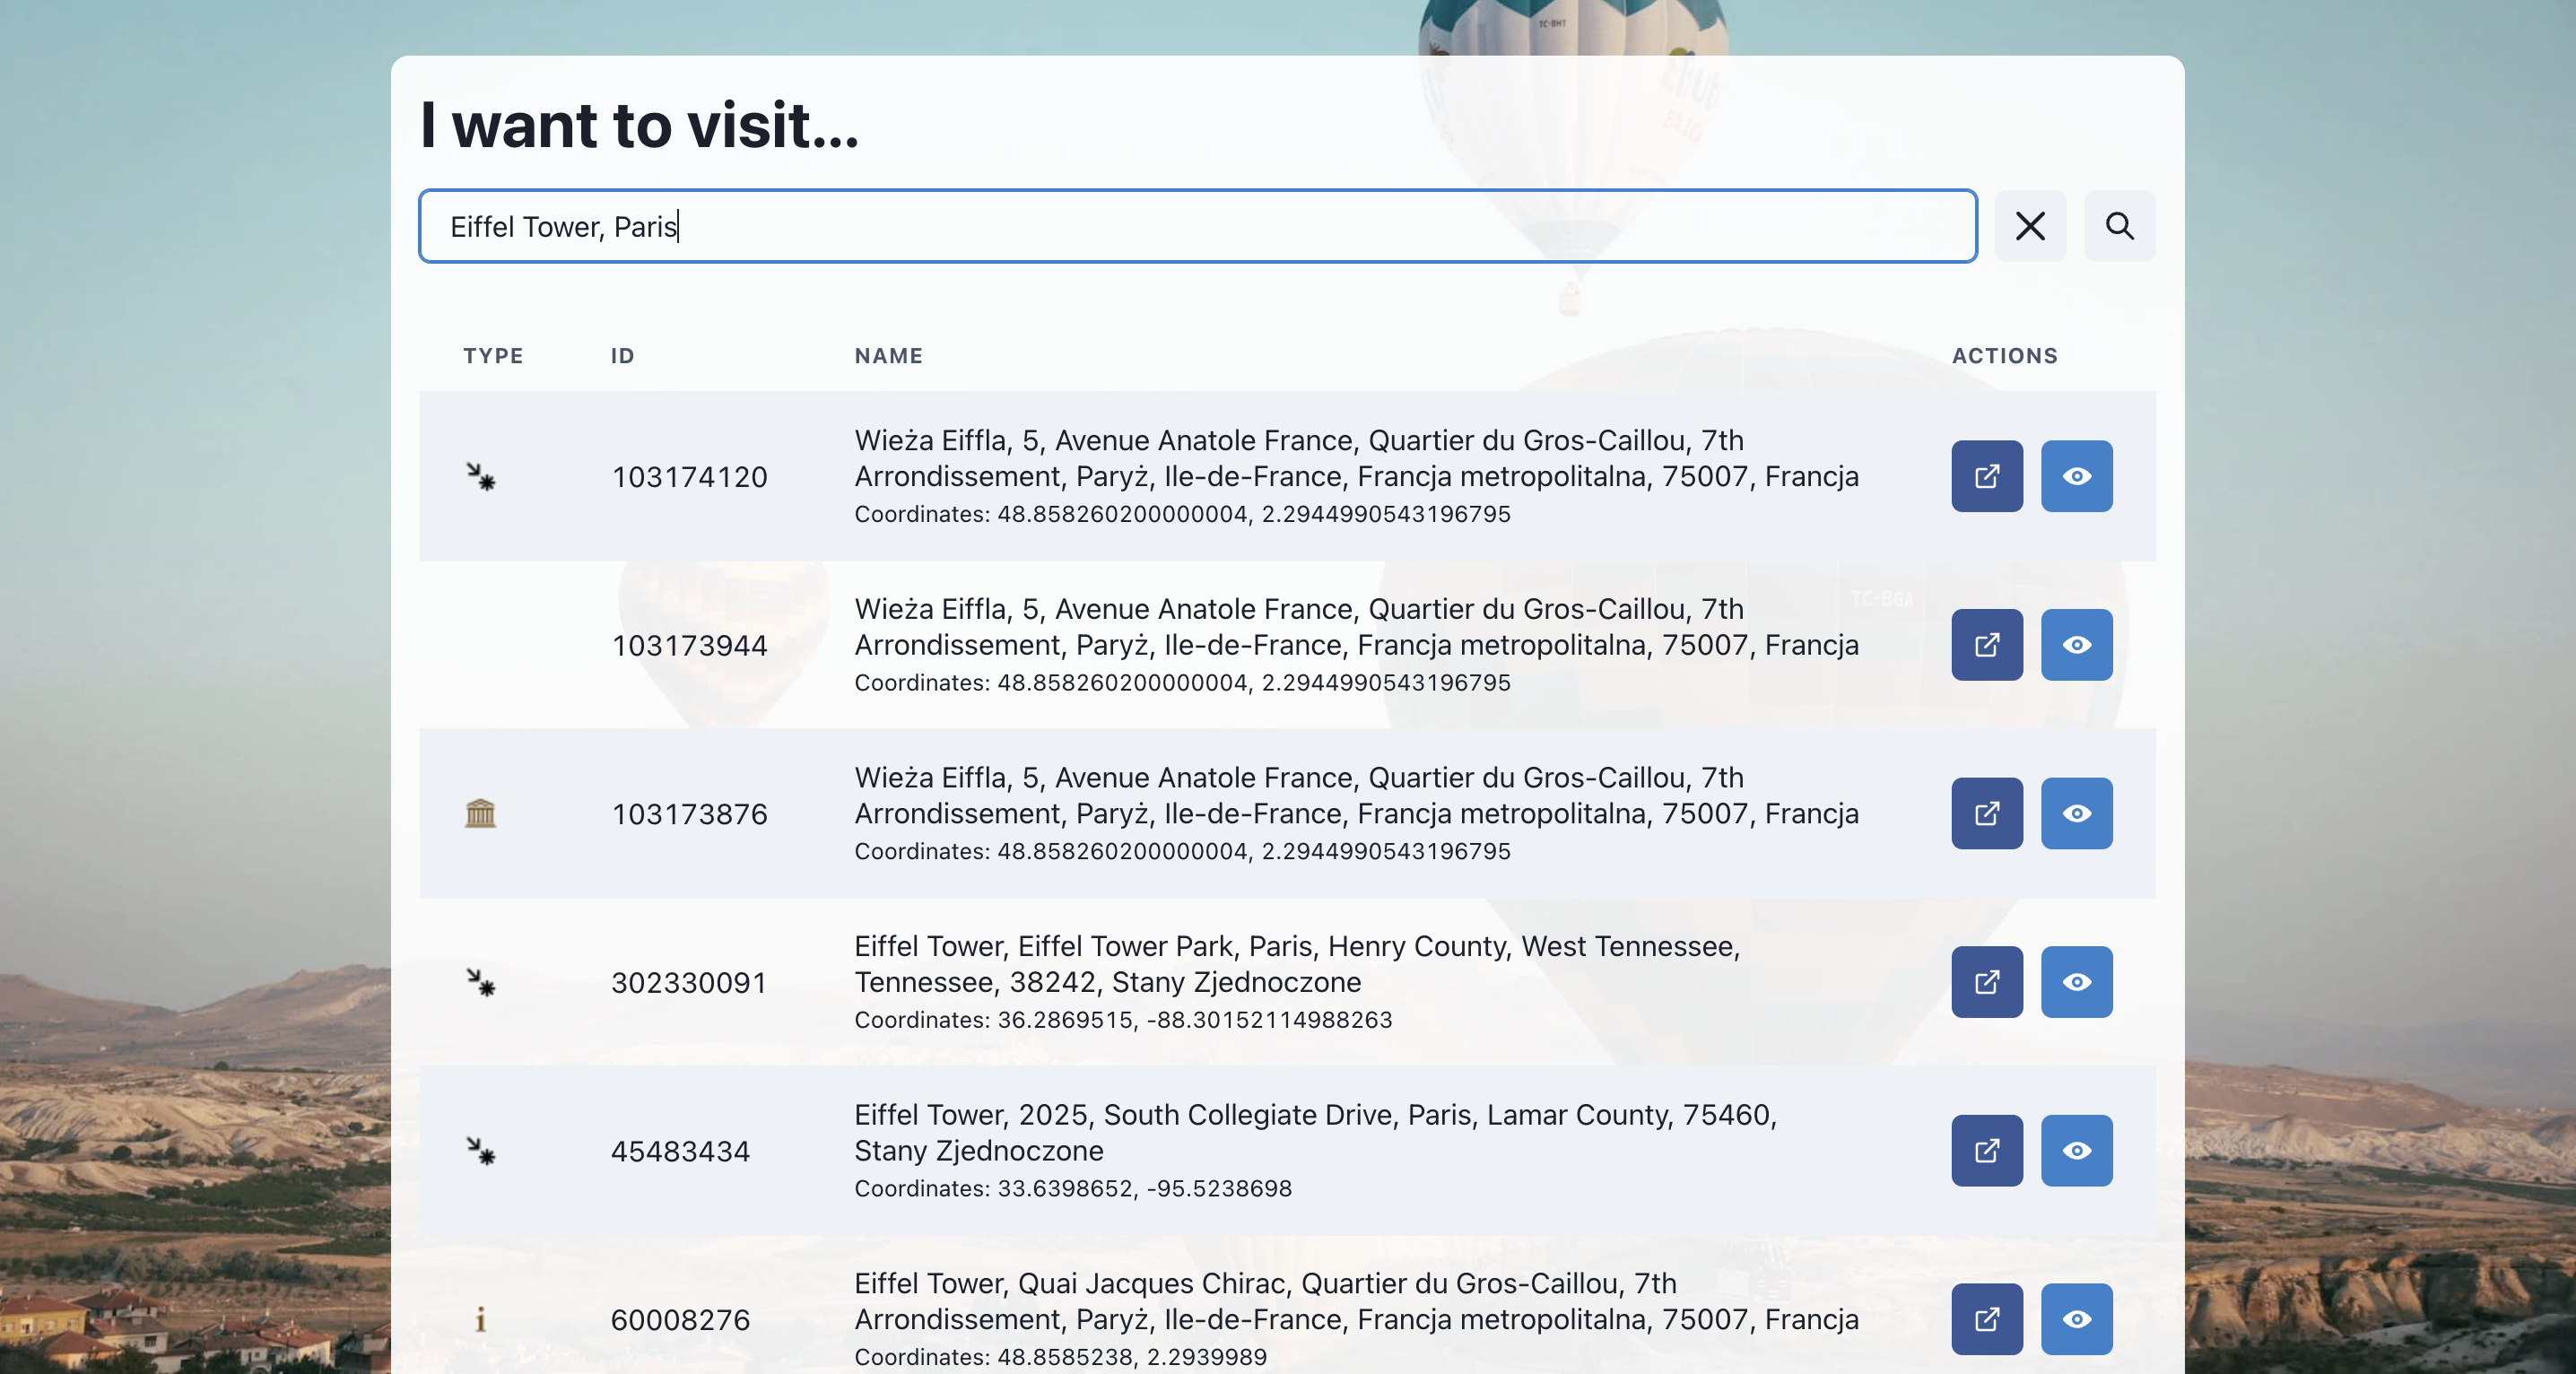 TC-BHT
I want to visit...
Eiffel Tower, Paris
TYPE ID NAME ACTIONS
103174120
Wieża Eiffla, 5, Avenue Anatole France, Quartier du Gros-Caillou, 7th
Arrondissement, Paryż, Ile-de-France, Francja metropolitalna, 75007, Francja
Coordinates: 48.858260200000004, 2.2944990543196795
TC-BGA
103173944
Wieża Eiffla, 5, Avenue Anatole France, Quartier du Gros-Caillou, 7th
Arrondissement, Paryż, Ile-de-France, Francja metropolitalna, 75007, Francja
Coordinates: 48.858260200000004, 2.2944990543196795
103173876
Wieża Eiffla, 5, Avenue Anatole France, Quartier du Gros-Caillou, 7th
Arrondissement, Paryż, Ile-de-France, Francja metropolitalna, 75007, Francja
Coordinates: 48.858260200000004, 2.2944990543196795
302330091
Eiffel Tower, Eiffel Tower Park, Paris, Henry County, West Tennessee,
Tennessee, 38242, Stany Zjednoczone
Coordinates: 36.2869515, -88.30152114988263
45483434
Eiffel Tower, 2025, South Collegiate Drive, Paris, Lamar County, 75460,
Stany Zjednoczone
Coordinates: 33.6398652, -95.5238698
60008276
Eiffel Tower, Quai Jacques Chirac, Quartier du Gros-Caillou, 7th
Arrondissement, Paryż, Ile-de-France, Francja metropolitalna, 75007, Francja
Coordinates: 48.8585238, 2.2939989